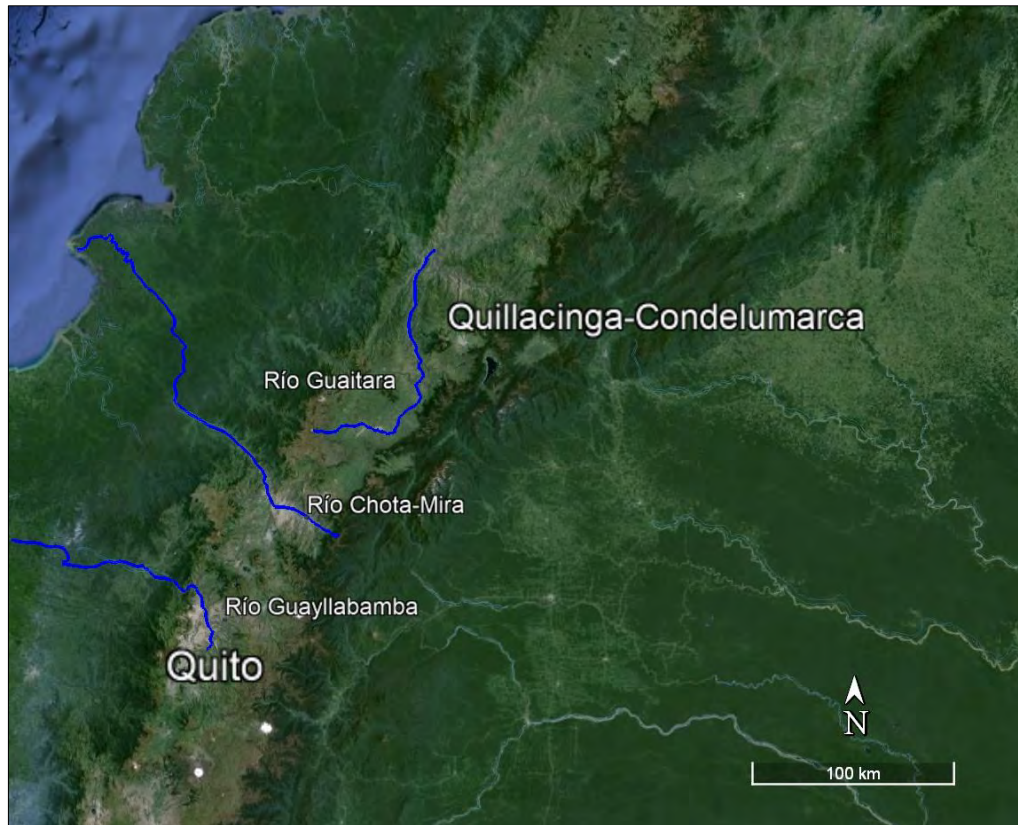 Quillacinga-Condelumarca
Río Guaitara
Río Chota-Mira
Río Guayllabamba
Quito
N
100 km